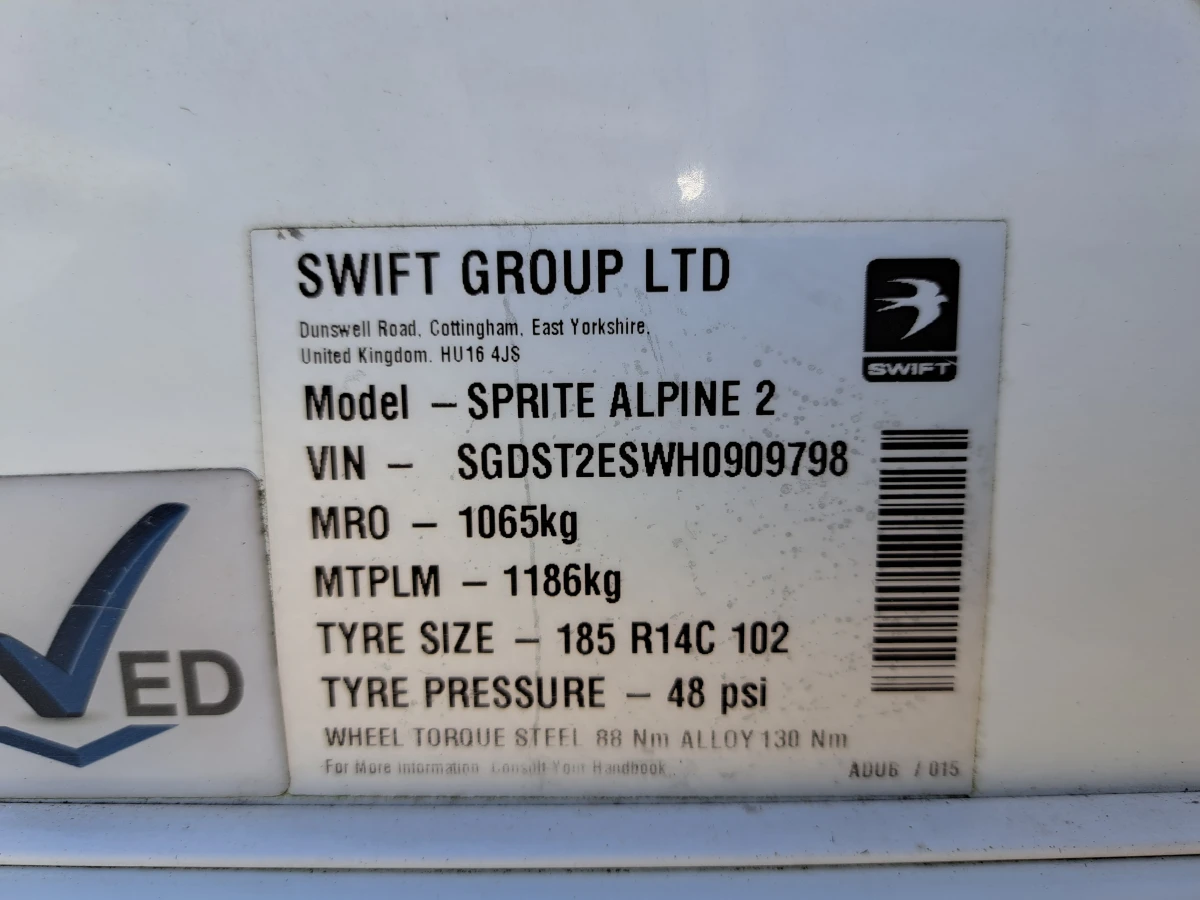 SWIFT GROUP LTD
Dunswell Road, Cottingham, East Yorkshire,
United Kingdom. HU16 4JS
SWIFT
Model – SPRITE ALPINE 2
VIN – SGDST2ESWH0909798
MRO – 1065kg
MTPLM – 1186kg
TYRE SIZE – 185 R14C 102
TYRE PRESSURE – 48 psi
WHEEL TORQUE STEEL 88 Nm ALLOY 130 Nm
For More Information Consult Your Handbook
ADU6 / 015
ED